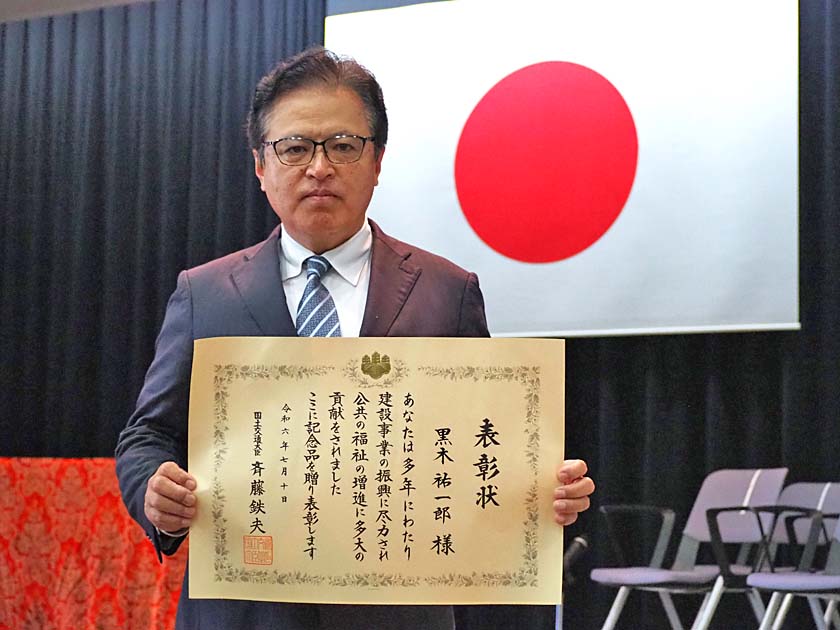 表彰状
黒木祐一郎様
あなたは多年にわたり
建設事業の振興に尽力され
公共の福祉の増進に多大の
貢献をされました
ここに記念品を贈り表彰します
令和六年七月十日
国土交通大臣 斉藤鉄夫